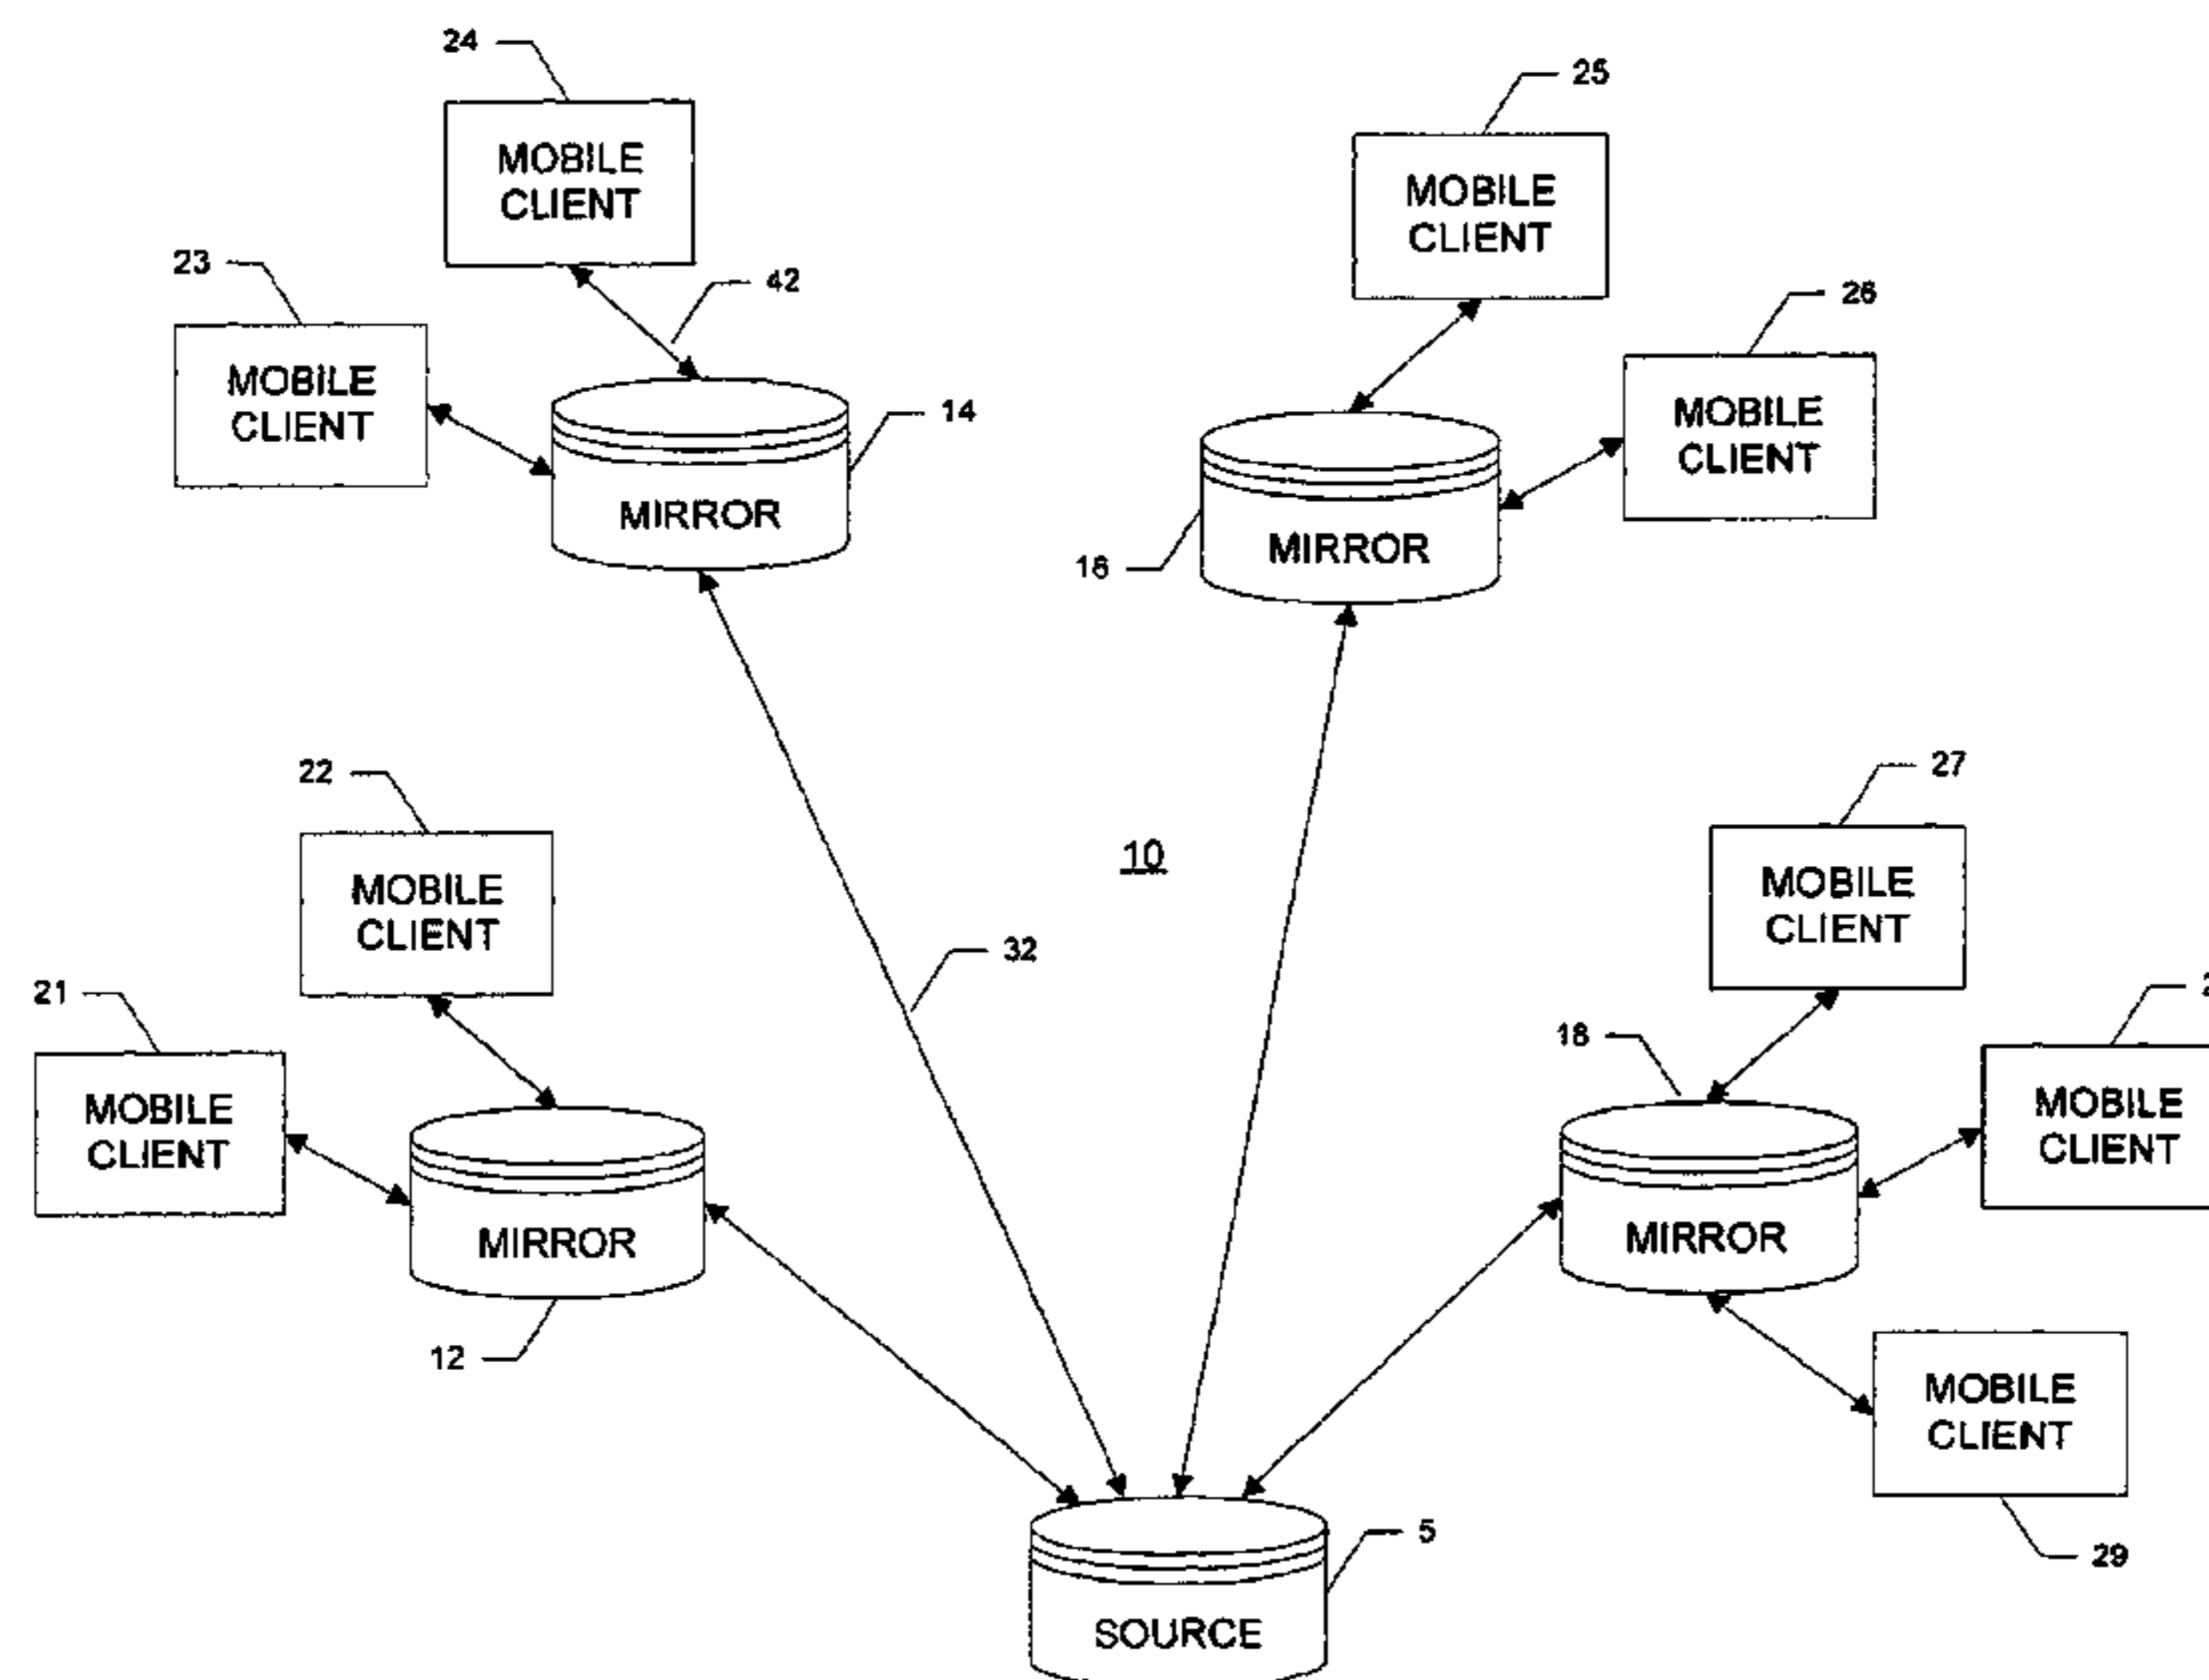 24
MOBILE
CLIENT
25
MOBILE
CLIENT
23
42
26
MOBILE
CLIENT
14
MOBILE
CLIENT
MIRROR
16
MIRROR
22
27
MOBILE
CLIENT
10
MOBILE
CLIENT
32
21
18
MOBILE
CLIENT
MOBILE
CLIENT
MIRROR
MIRROR
12
MOBILE
CLIENT
5
29
SOURCE